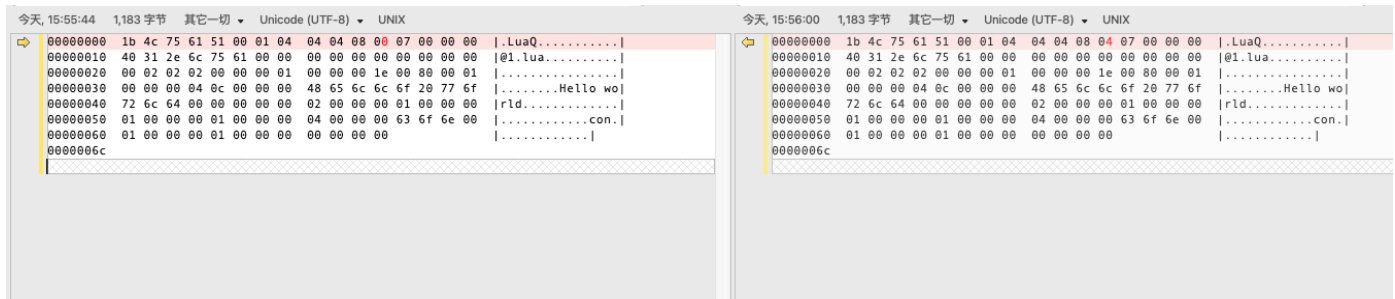 今天, 15:55:44 1,183 字节 其它一切 Unicode (UTF-8) UNIX
00000000 1b 4c 75 61 51 00 01 04 04 04 08 00 07 00 00 00 |.LuaQ...........|
00000010 40 31 2e 6c 75 61 00 00 00 00 00 00 00 00 00 00 |@1.lua..........|
00000020 00 02 02 02 00 00 00 01 00 00 00 1e 00 80 00 01 |................|
00000030 00 00 00 04 0c 00 00 00 48 65 6c 6c 6f 20 77 6f |........Hello wo|
00000040 72 6c 64 00 00 00 00 00 02 00 00 00 01 00 00 00 |rld.............|
00000050 01 00 00 00 01 00 00 00 04 00 00 00 63 6f 6e 00 |............con.|
00000060 01 00 00 00 01 00 00 00 00 00 00 00 |............|
0000006c
今天, 15:56:00 1,183 字节 其它一切 Unicode (UTF-8) UNIX
00000000 1b 4c 75 61 51 00 01 04 04 04 08 04 07 00 00 00 |.LuaQ...........|
00000010 40 31 2e 6c 75 61 00 00 00 00 00 00 00 00 00 00 |@1.lua..........|
00000020 00 02 02 02 00 00 00 01 00 00 00 1e 00 80 00 01 |................|
00000030 00 00 00 04 0c 00 00 00 48 65 6c 6c 6f 20 77 6f |........Hello wo|
00000040 72 6c 64 00 00 00 00 00 02 00 00 00 01 00 00 00 |rld.............|
00000050 01 00 00 00 01 00 00 00 04 00 00 00 63 6f 6e 00 |............con.|
00000060 01 00 00 00 01 00 00 00 00 00 00 00 |............|
0000006c